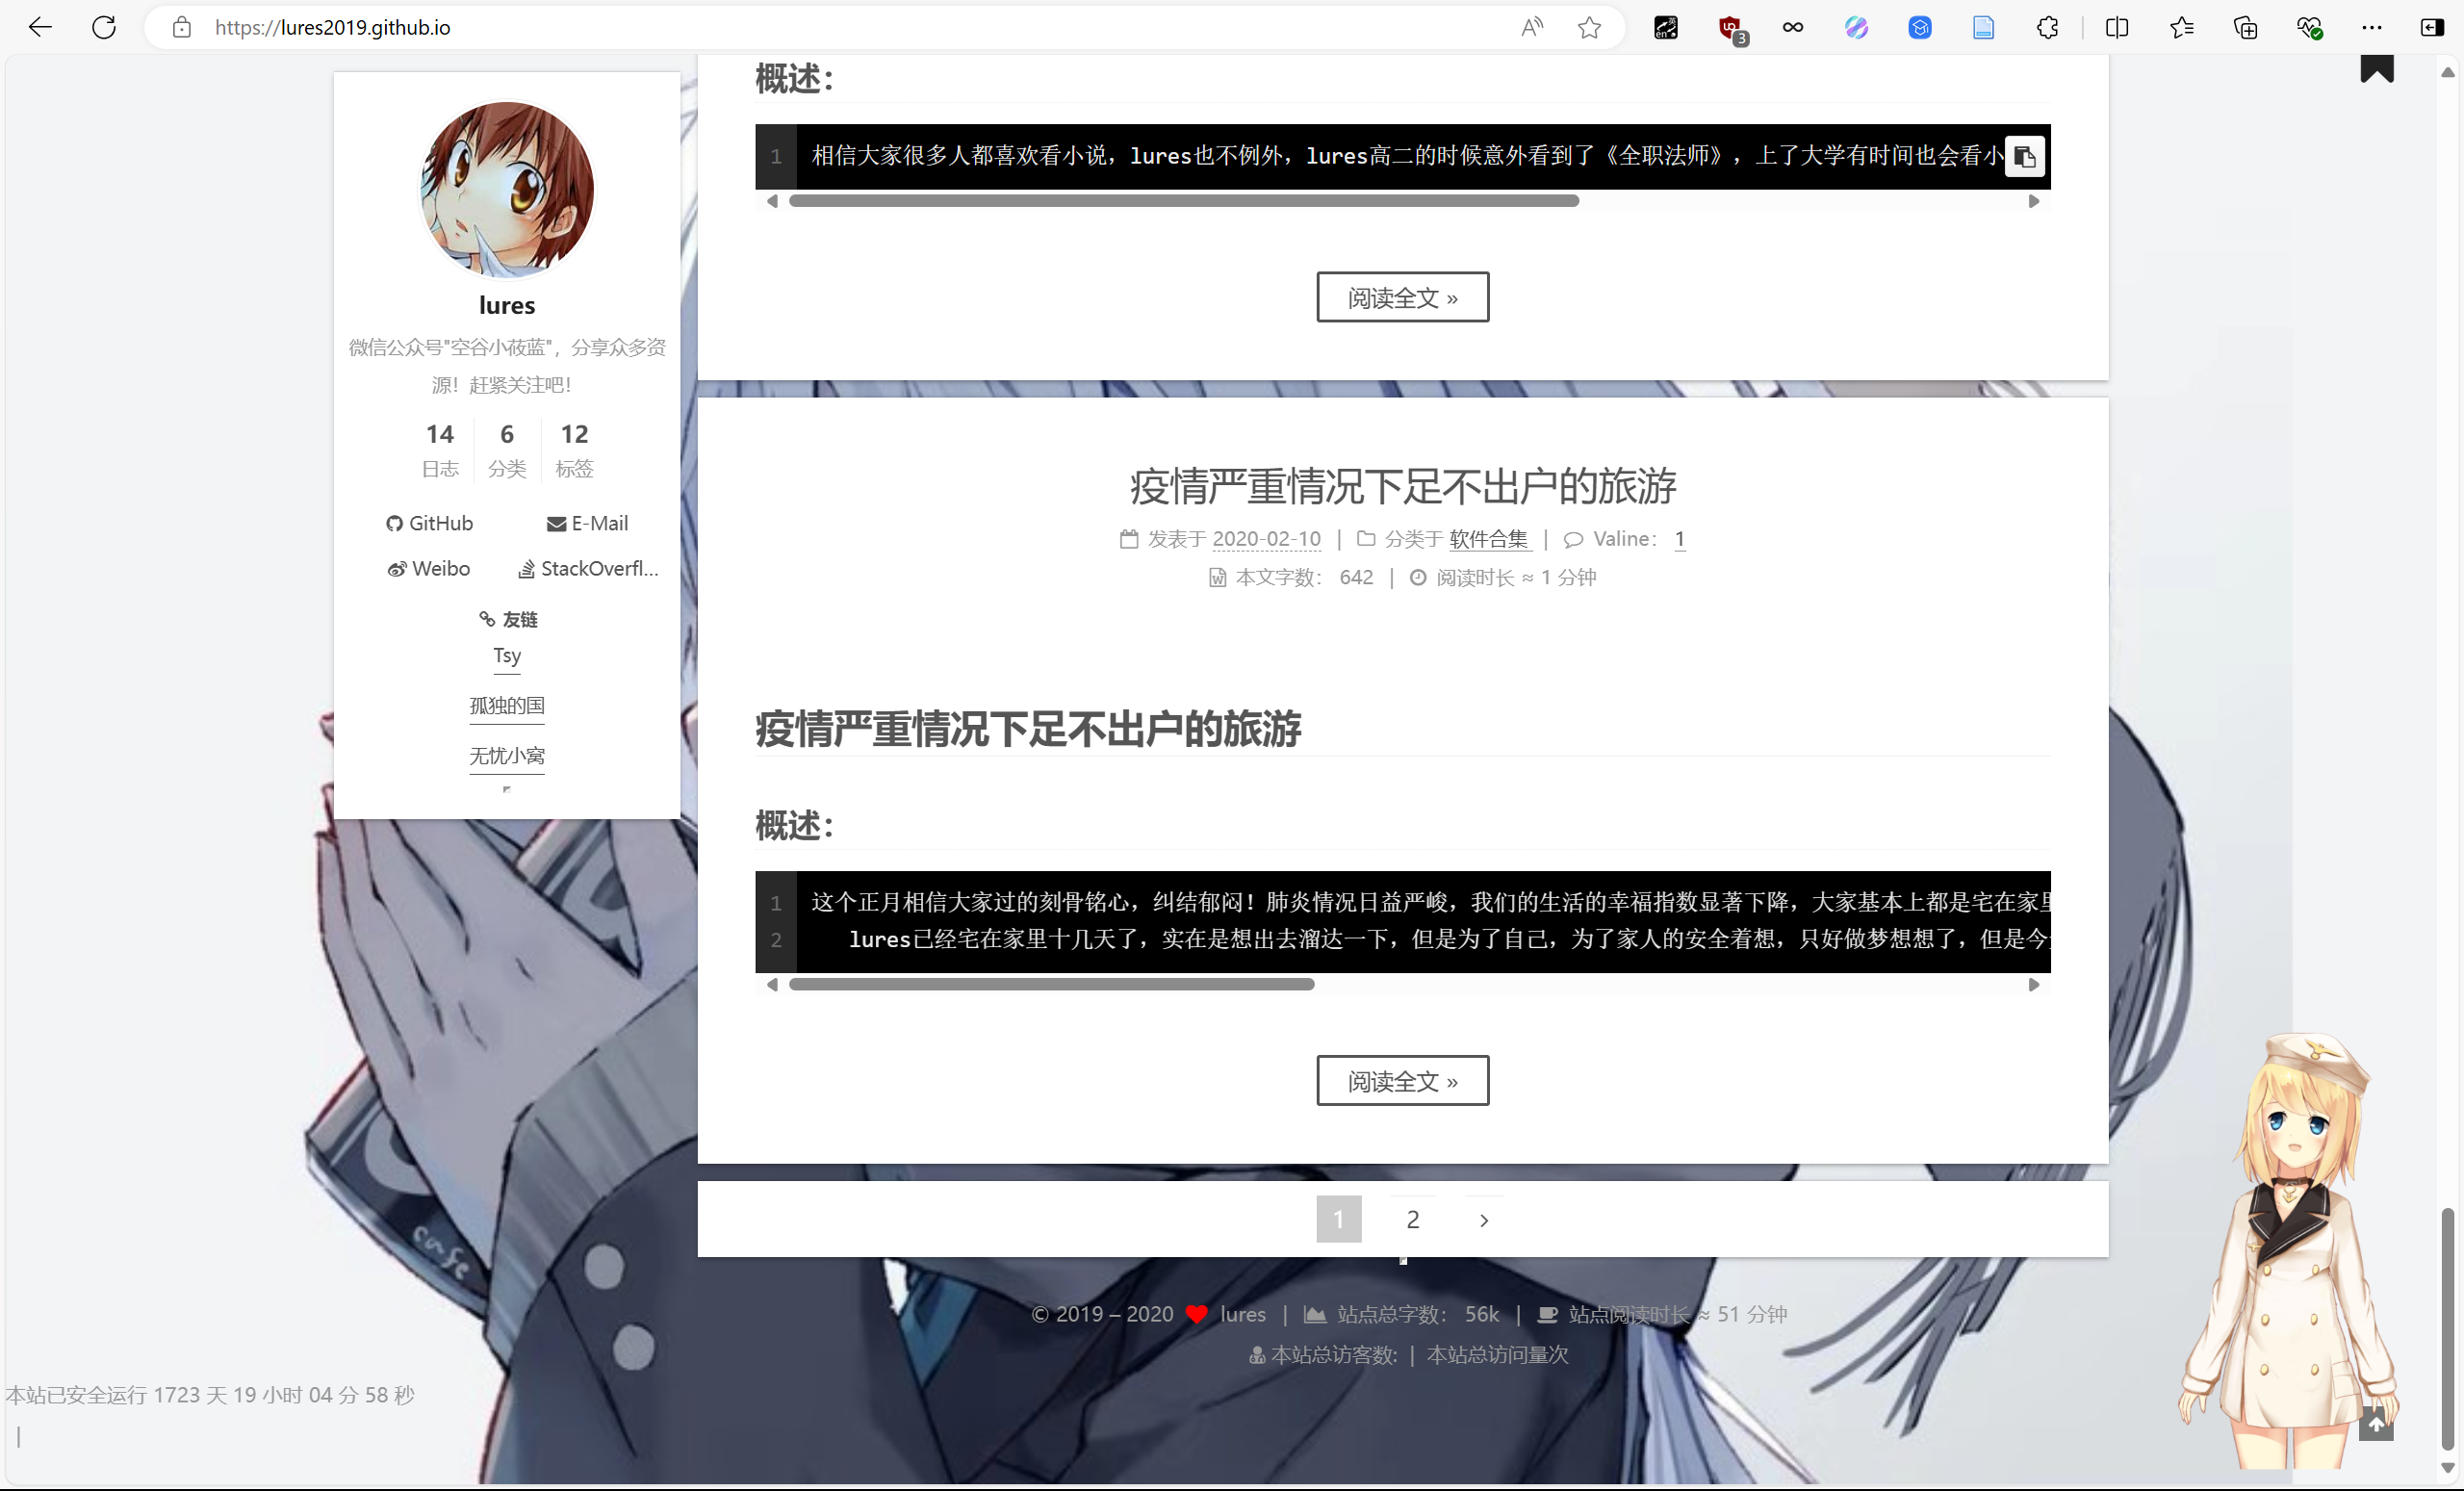 https://lures2019.github.io
3
lures
微信公众号"空谷小莜蓝"，分享众多资
源！赶紧关注吧！
14 6 12
日志 分类 标签
GitHub E-Mail
Weibo StackOverfl...
友链
Tsy
孤独的国
无忧小窝
概述：
1 相信大家很多人都喜欢看小说，lures也不例外，lures高二的时候意外看到了《全职法师》，上了大学有时间也会看小
阅读全文 »
疫情严重情况下足不出户的旅游
发表于 2020-02-10 | 分类于 软件合集 | Valine： 1
本文字数： 642 | 阅读时长 ≈ 1 分钟
疫情严重情况下足不出户的旅游
概述：
1 这个正月相信大家过的刻骨铭心，纠结郁闷！肺炎情况日益严峻，我们的生活的幸福指数显著下降，大家基本上都是宅在家里
2 lures已经宅在家里十几天了，实在是想出去溜达一下，但是为了自己，为了家人的安全着想，只好做梦想想了，但是今
阅读全文 »
1 2 >
cafe
© 2019 – 2020 lures | 站点总字数： 56k | 站点阅读时长 ≈ 51 分钟
本站总访客数: | 本站总访问量次
本站已安全运行 1723 天 19 小时 04 分 58 秒
|